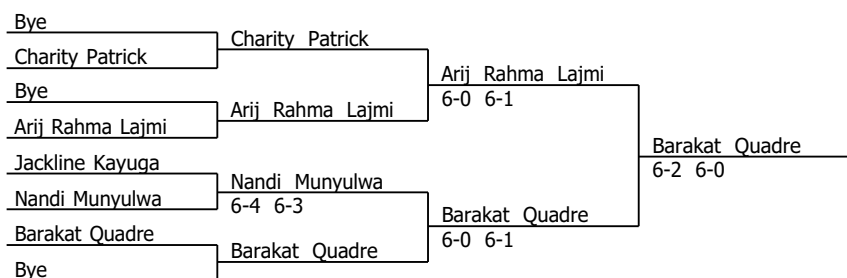 Bye
Charity Patrick
Charity Patrick
Bye
Arij Rahma Lajmi
Arij Rahma Lajmi
Arij Rahma Lajmi
6-0 6-1
Jackline Kayuga
Nandi Munyulwa
Nandi Munyulwa
6-4 6-3
Barakat Quadre
Bye
Barakat Quadre
Barakat Quadre
6-0 6-1
Barakat Quadre
6-2 6-0